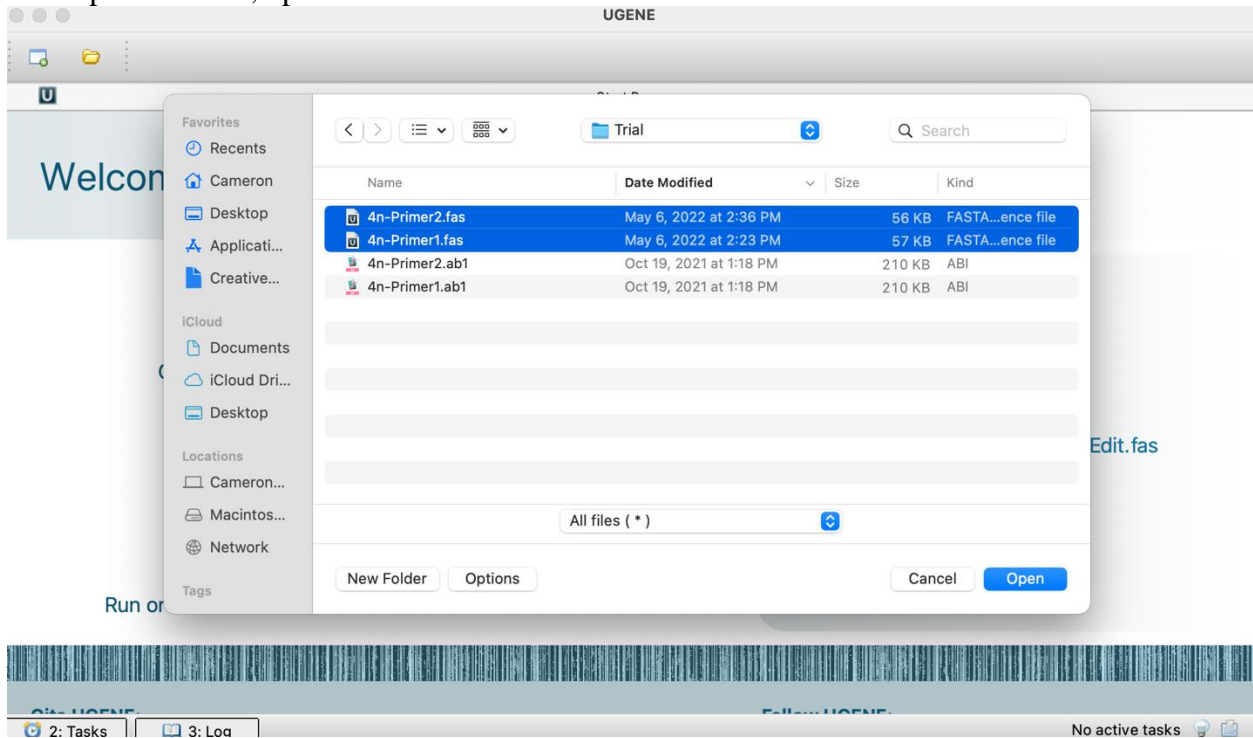 UGENE
Favorites
Recents
Cameron
Desktop
Applicati...
Creative...
iCloud
Documents
iCloud Dri...
Desktop
Locations
Cameron...
Macintos...
Network
Tags
Trial
Search
Name Date Modified Size Kind
4n-Primer2.fas May 6, 2022 at 2:36 PM 56 KB FASTA...ence file
4n-Primer1.fas May 6, 2022 at 2:23 PM 57 KB FASTA...ence file
4n-Primer2.ab1 Oct 19, 2021 at 1:18 PM 210 KB ABI
4n-Primer1.ab1 Oct 19, 2021 at 1:18 PM 210 KB ABI
All files ( * )
New Folder Options Cancel Open
Welcon
Edit.fas
Run or
2: Tasks 3: Log No active tasks